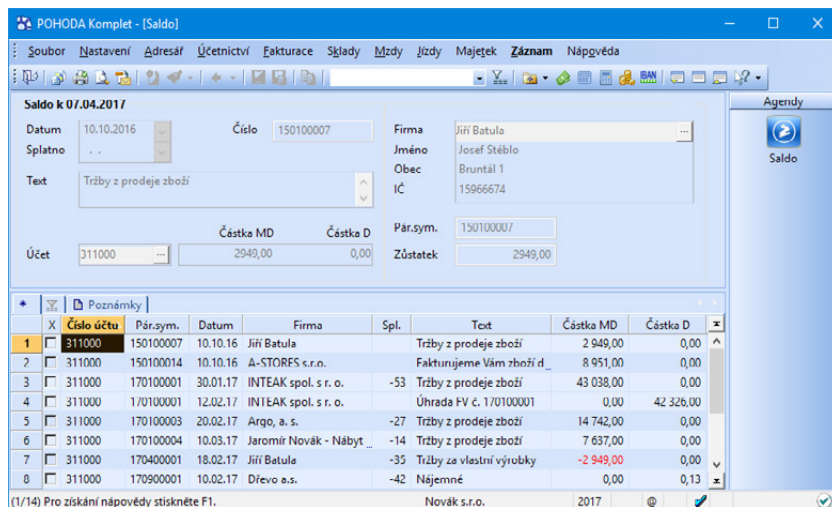 POHODA Komplet - [Saldo]
Soubor Nastavení Adresář Účetnictví Fakturace Sklady Mzdy Jízdy Majetek Záznam Nápověda
IBAN
Saldo k 07.04.2017
Agendy
Datum 10.10.2016 Číslo 150100007 Firma Jiří Batula
Splatno . . Jméno Josef Stéblo
Saldo
Obec Bruntál 1
Text Tržby z prodeje zboží IČ 15966674
Částka MD Částka D Pár.sym. 150100007
Účet 311000 2949,00 0,00 Zůstatek 2949,00
* Poznámky
X Číslo účtu Pár.sym. Datum Firma Spl. Text Částka MD Částka D
1 311000 150100007 10.10.16 Jiří Batula Tržby z prodeje zboží 2 949,00 0,00
2 311000 150100014 10.10.16 A-STORES s.r.o. Fakturujeme Vám zboží d... 8 951,00 0,00
3 311000 170100001 30.01.17 INTEAK spol. s r. o. -53 Tržby z prodeje zboží 43 038,00 0,00
4 311000 170100001 12.02.17 INTEAK spol. s r. o. Úhrada FV č. 170100001 0,00 42 326,00
5 311000 170100003 20.02.17 Argo, a. s. -27 Tržby z prodeje zboží 14 742,00 0,00
6 311000 170100004 10.03.17 Jaromír Novák - Nábyt... -14 Tržby z prodeje zboží 7 637,00 0,00
7 311000 170400001 18.02.17 Jiří Batula -35 Tržby za vlastní výrobky -2 949,00 0,00
8 311000 170900001 10.02.17 Dřevo a.s. -42 Nájemné 0,00 0,13
(1/14) Pro získání nápovědy stiskněte F1. Novák s.r.o. 2017 @